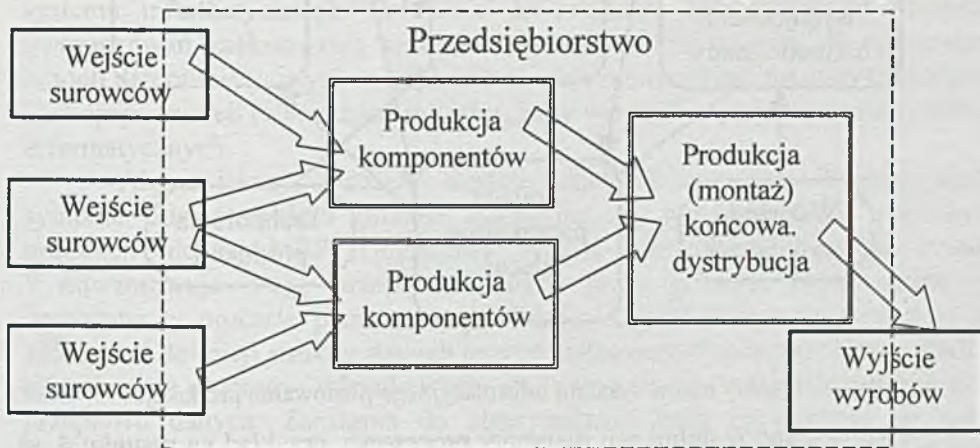 Przedsiębiorstwo
Wejście
surowców
Produkcja
komponentów
Produkcja
(montaż)
końcowa,
dystrybucja
Wejście
surowców
Produkcja
komponentów
Wejście
surowców
Wyjście
wyrobów